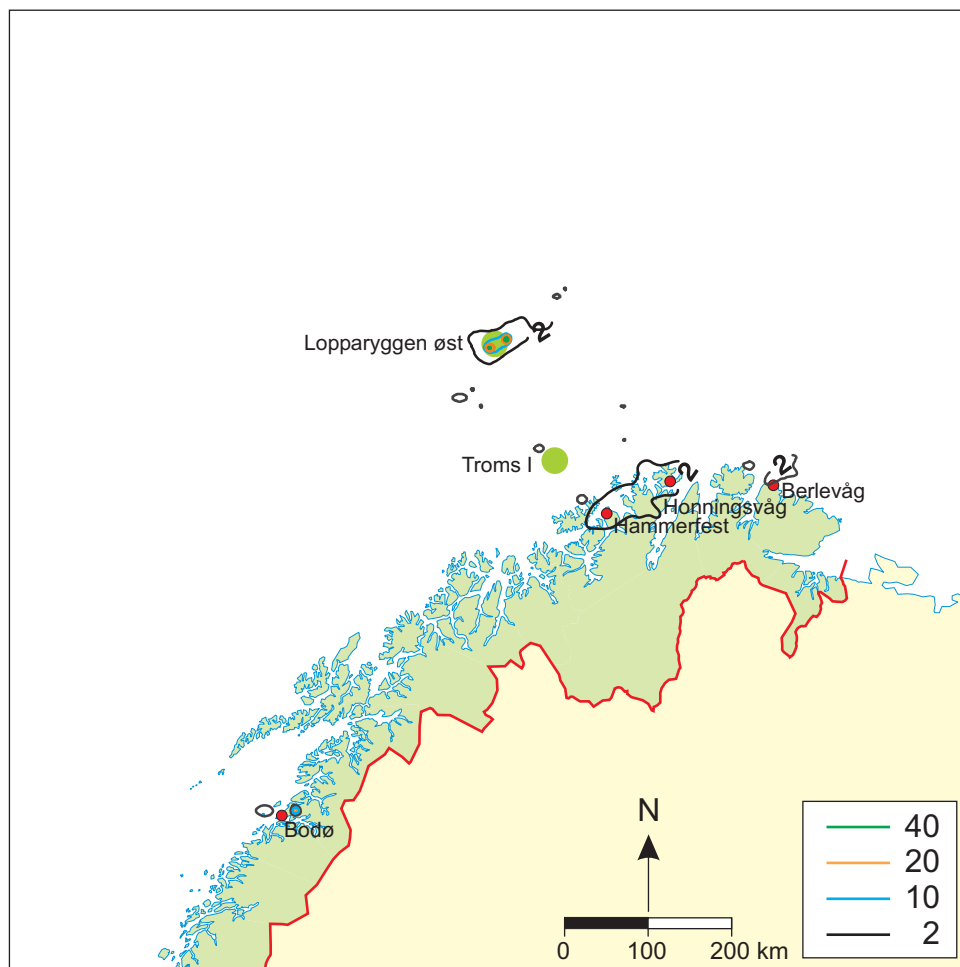 2
Lopparyggen øst
Troms I
2
2
Berlevåg
Honningsvåg
Hammerfest
Bodø
N
0 100 200 km
40
20
10
2